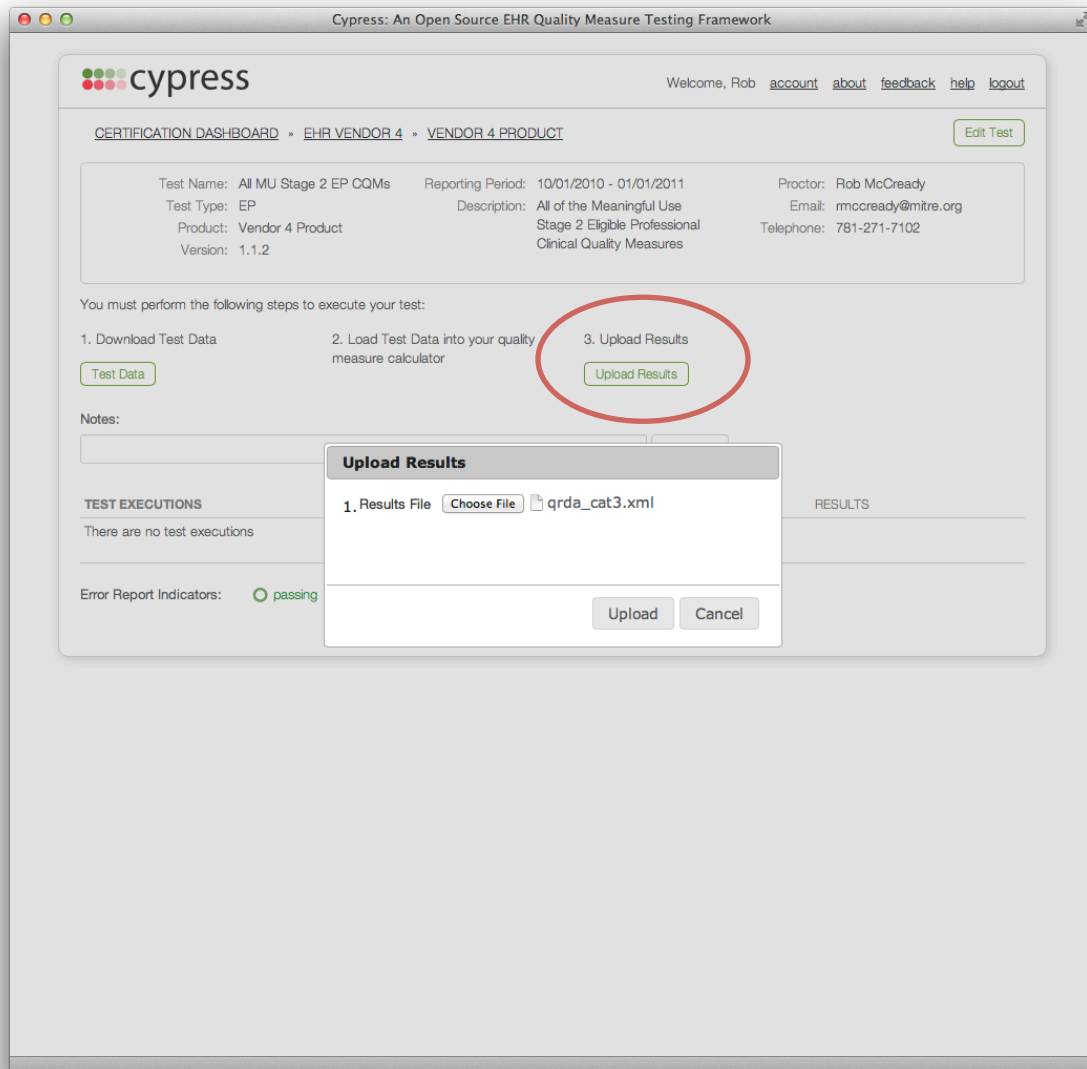 Cypress: An Open Source EHR Quality Measure Testing Framework
cypress
Welcome, Rob account about feedback help logout
CERTIFICATION DASHBOARD » EHR VENDOR 4 » VENDOR 4 PRODUCT
Edit Test
Test Name: All MU Stage 2 EP CQMs
Test Type: EP
Product: Vendor 4 Product
Version: 1.1.2
Reporting Period: 10/01/2010 - 01/01/2011
Description: All of the Meaningful Use
Stage 2 Eligible Professional
Clinical Quality Measures
Proctor: Rob McCready
Email: rmccready@mitre.org
Telephone: 781-271-7102
You must perform the following steps to execute your test:
1. Download Test Data
Test Data
2. Load Test Data into your quality
measure calculator
3. Upload Results
Upload Results
Notes:
Upload Results
1. Results File Choose File qrda_cat3.xml
Upload Cancel
TEST EXECUTIONS
RESULTS
There are no test executions
Error Report Indicators: passing